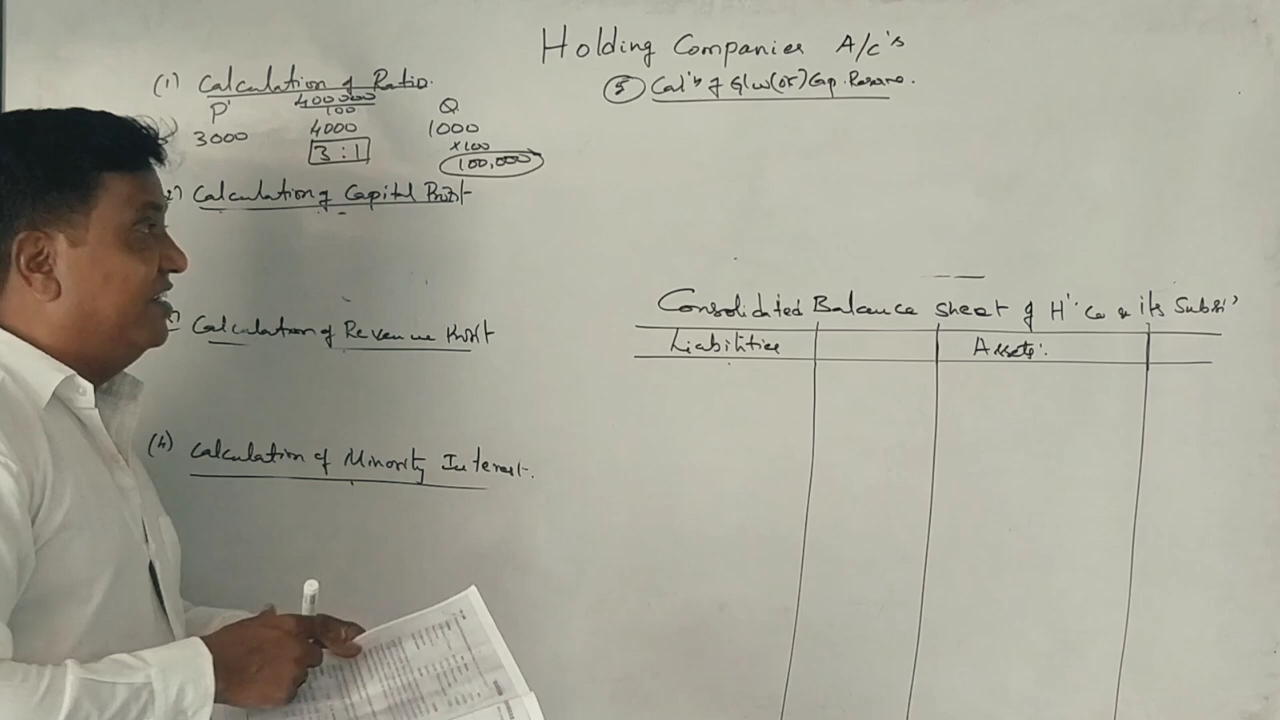 Holding Companies A/c's
(1) Calculation of Ratio.
P' 400000 Q
100
3000 4000 1000
3 : 1 ×100
100,000
2) Calculation of Capital Profit
Calculation of Revenue Profit
(4) Calculation of Minority Interest.
5 Cal'n of G/w (or) Cap. Reserve.
Consolidated Balance Sheet of H' Co & its Subsi'
Liabilities Assets: